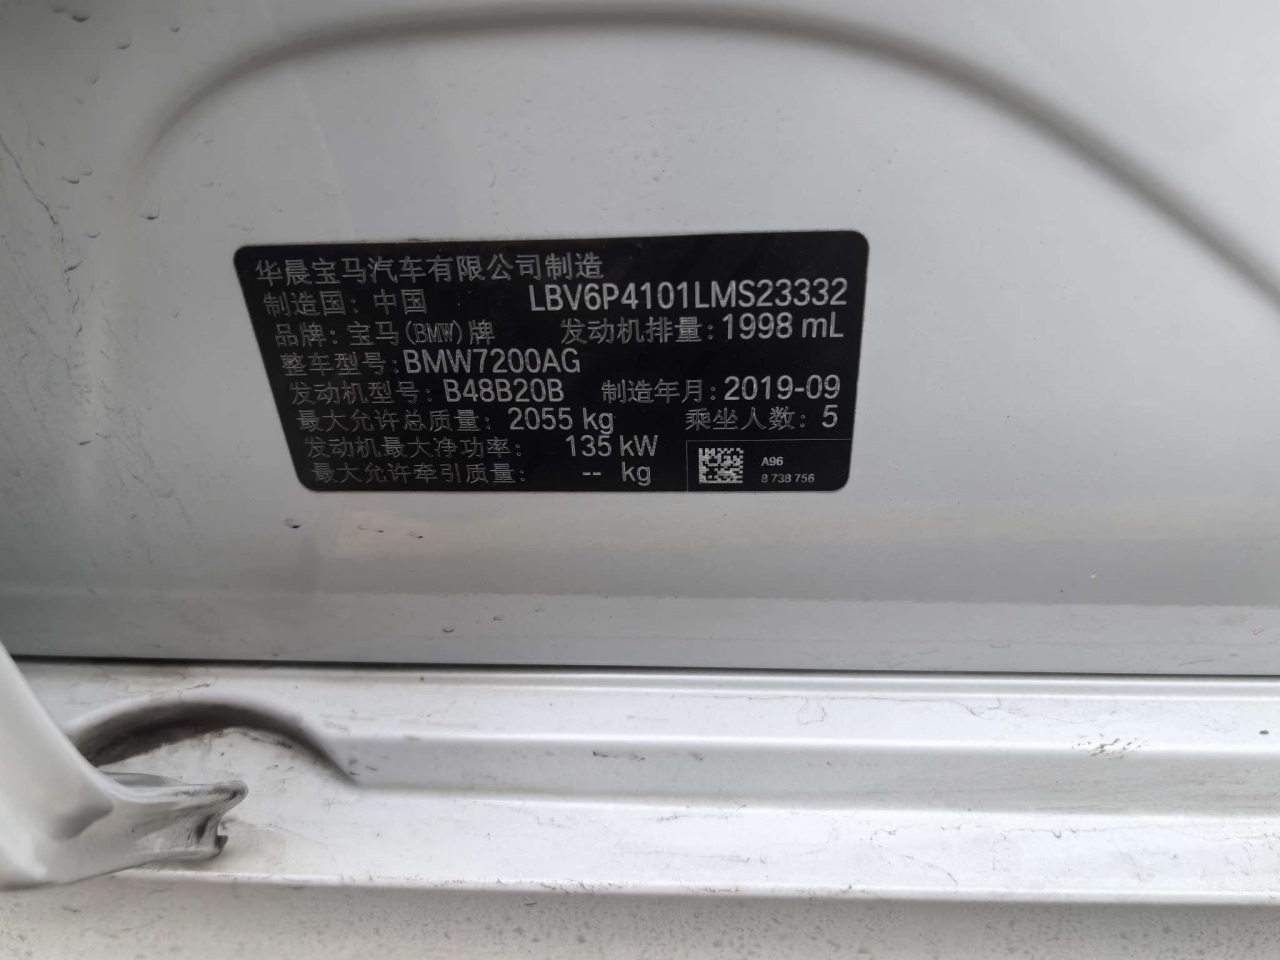 华晨宝马汽车有限公司制造
制造国：中国 LBV6P4101LMS23332
品牌：宝马(BMW)牌 发动机排量：1998 mL
整车型号：BMW7200AG
发动机型号：B48B20B 制造年月：2019-09
最大允许总质量：2055 kg 乘坐人数：5
发动机最大净功率：135 kW
最大允许牵引质量：-- kg
A96
8 738 756